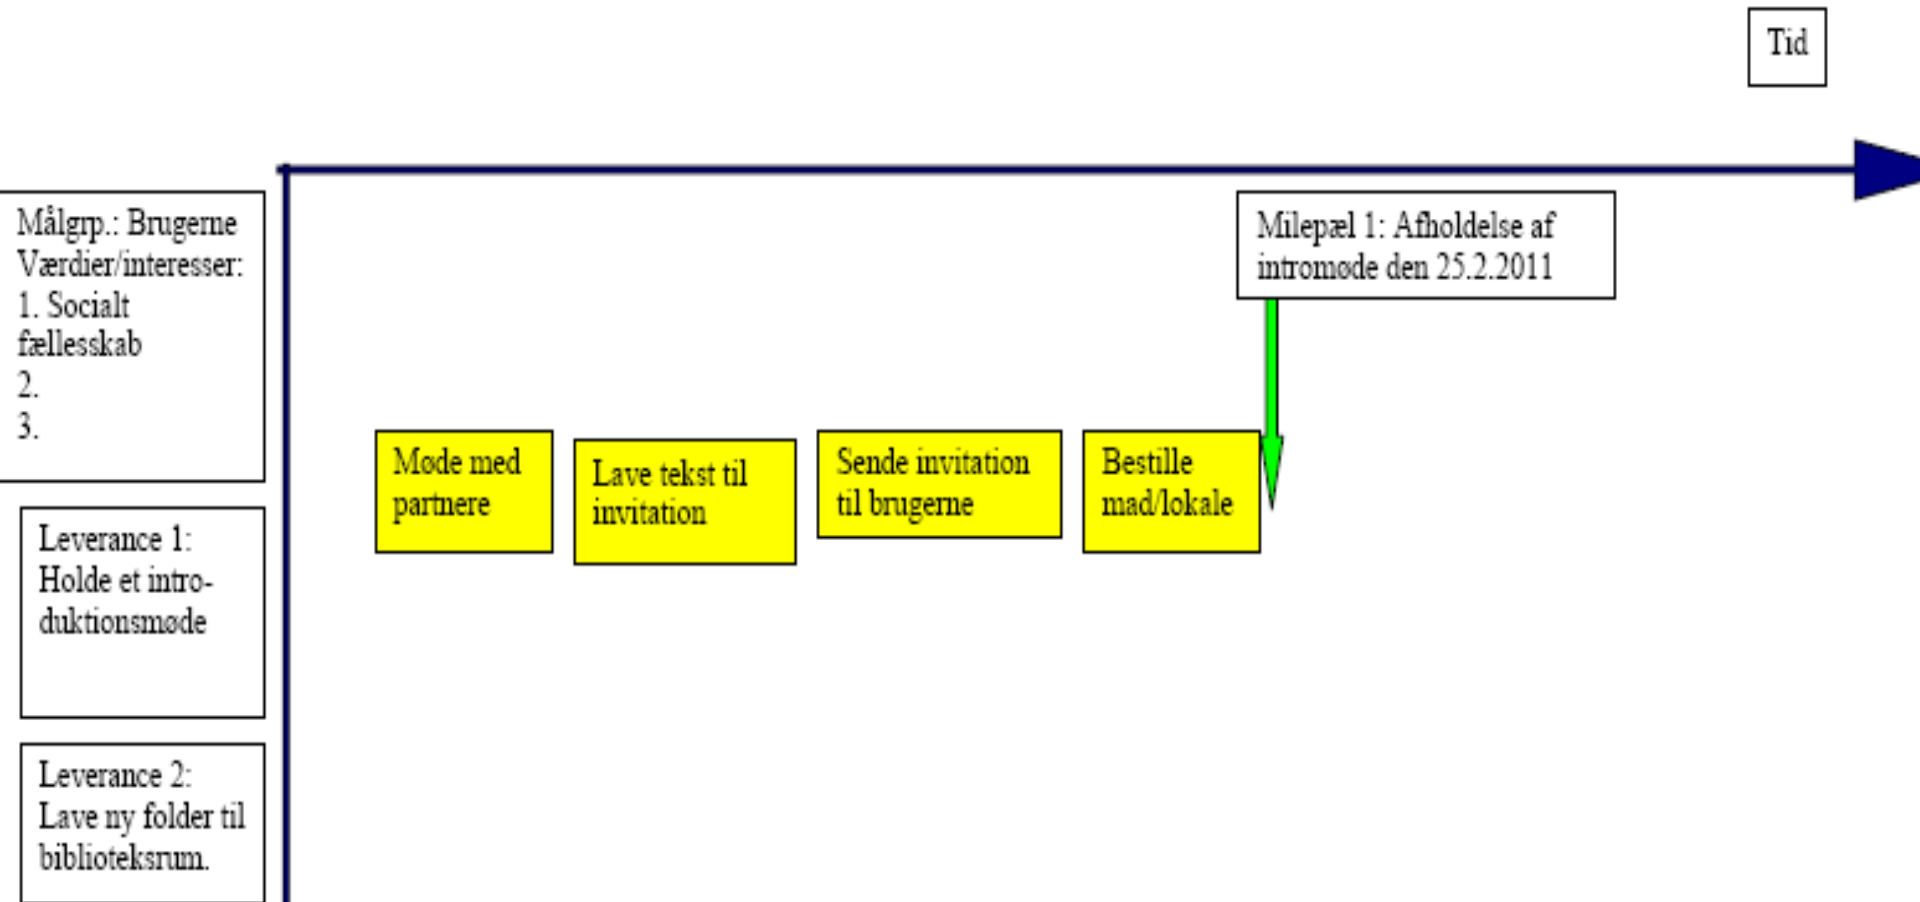 Tid
Målgrp.: Brugerne
Værdier/interesser:
1. Socialt
fællesskab
2.
3.
Milepæl 1: Afholdelse af
intromøde den 25.2.2011
Møde med
partnere
Lave tekst til
invitation
Sende invitation
til brugerne
Bestille
mad/lokale
Leverance 1:
Holde et intro-
duktionsmøde
Leverance 2:
Lave ny folder til
biblioteksrum.